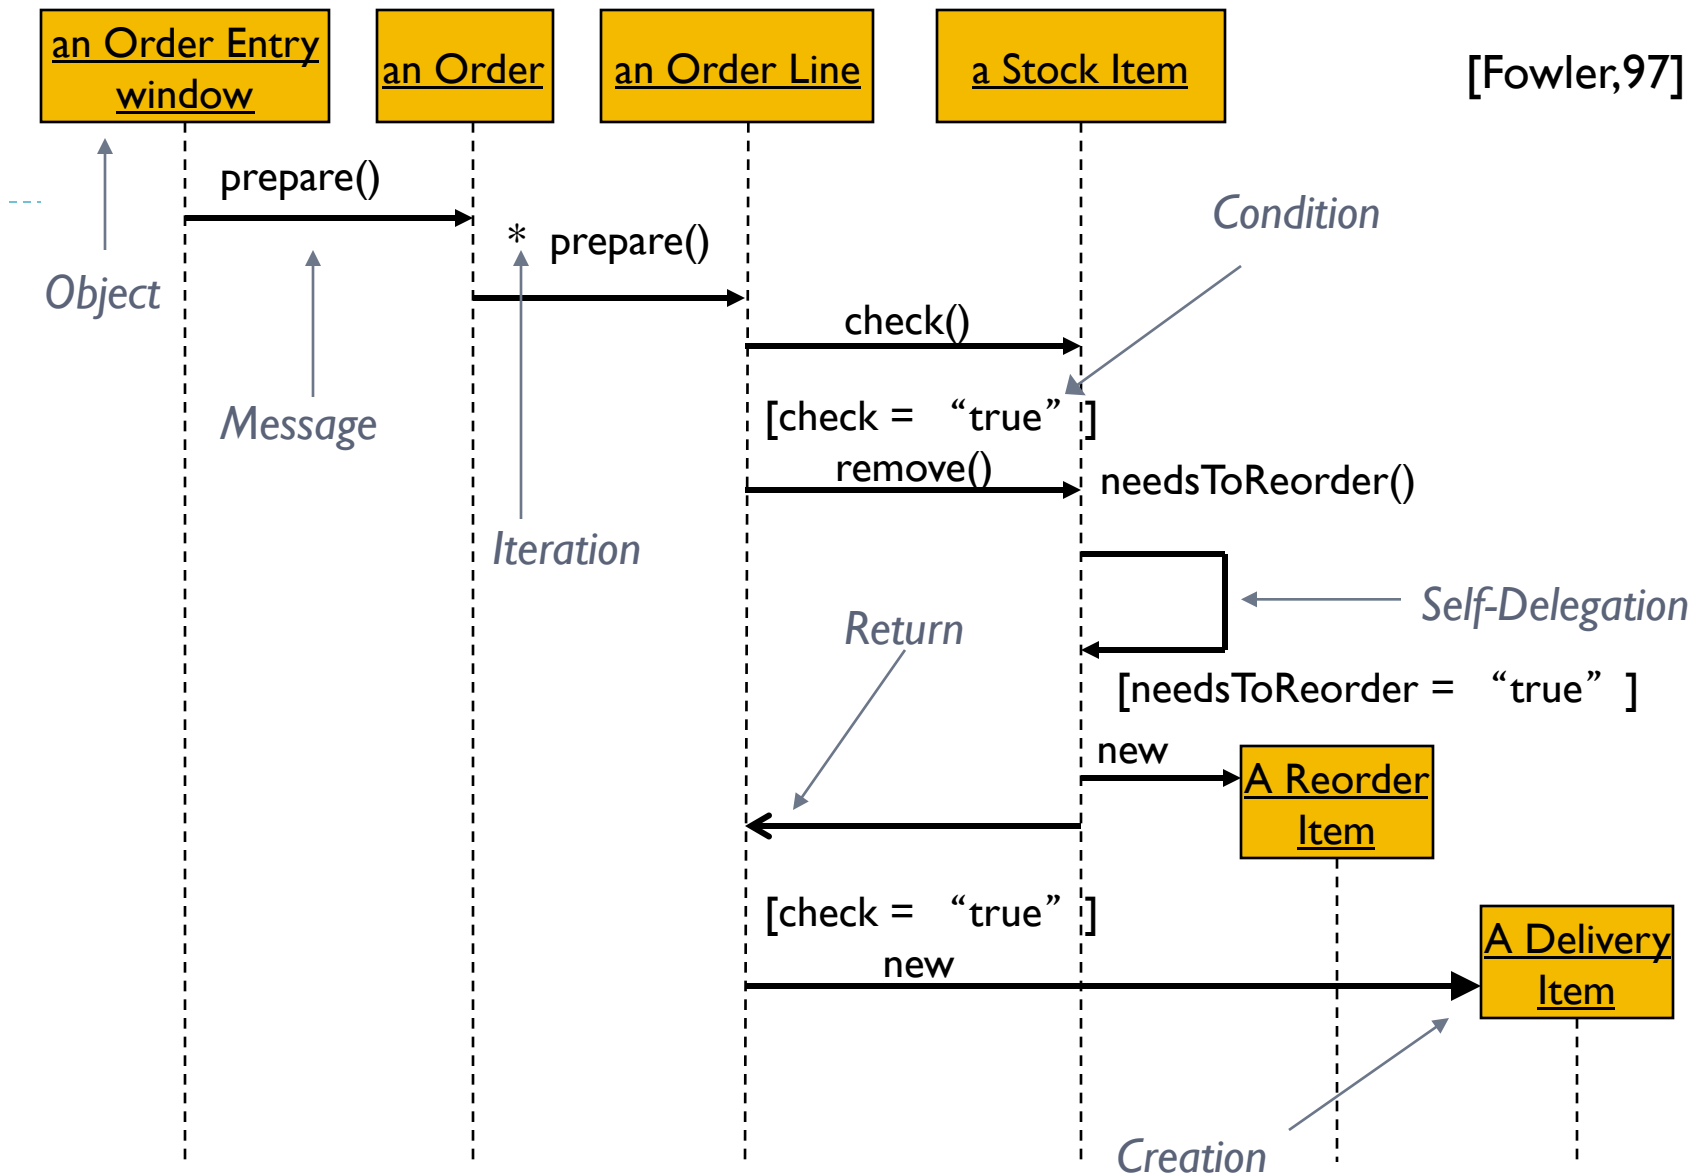 an Order Entry
window
an Order
an Order Line
a Stock Item
[Fowler,97]
prepare()
Condition
* prepare()
Object
check()
Message
[check = “true” ]
remove()
needsToReorder()
Iteration
Self-Delegation
Return
[needsToReorder = “true” ]
new
A Reorder
Item
[check = “true” ]
new
A Delivery
Item
Creation